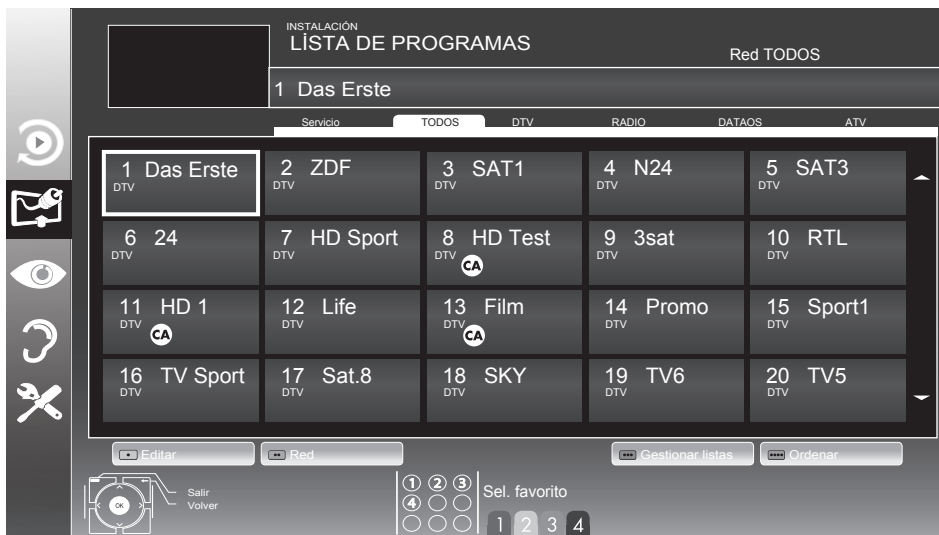 INSTALACIÓN
LİSTA DE PROGRAMAS
Red TODOS
1 Das Erste
Servicio TODOS DTV RADIO DATAOS ATV
1 Das Erste
DTV
2 ZDF
DTV
3 SAT1
DTV
4 N24
DTV
5 SAT3
DTV
6 24
DTV
7 HD Sport
DTV
8 HD Test
DTV
CA
9 3sat
DTV
10 RTL
DTV
11 HD 1
DTV
CA
12 Life
DTV
13 Film
DTV
CA
14 Promo
DTV
15 Sport1
DTV
16 TV Sport
DTV
17 Sat.8
DTV
18 SKY
DTV
19 TV6
DTV
20 TV5
DTV
Editar Red Gestionar listas Ordenar
OK
Salir
Volver
1 2 3
4
Sel. favorito
1 2 3 4